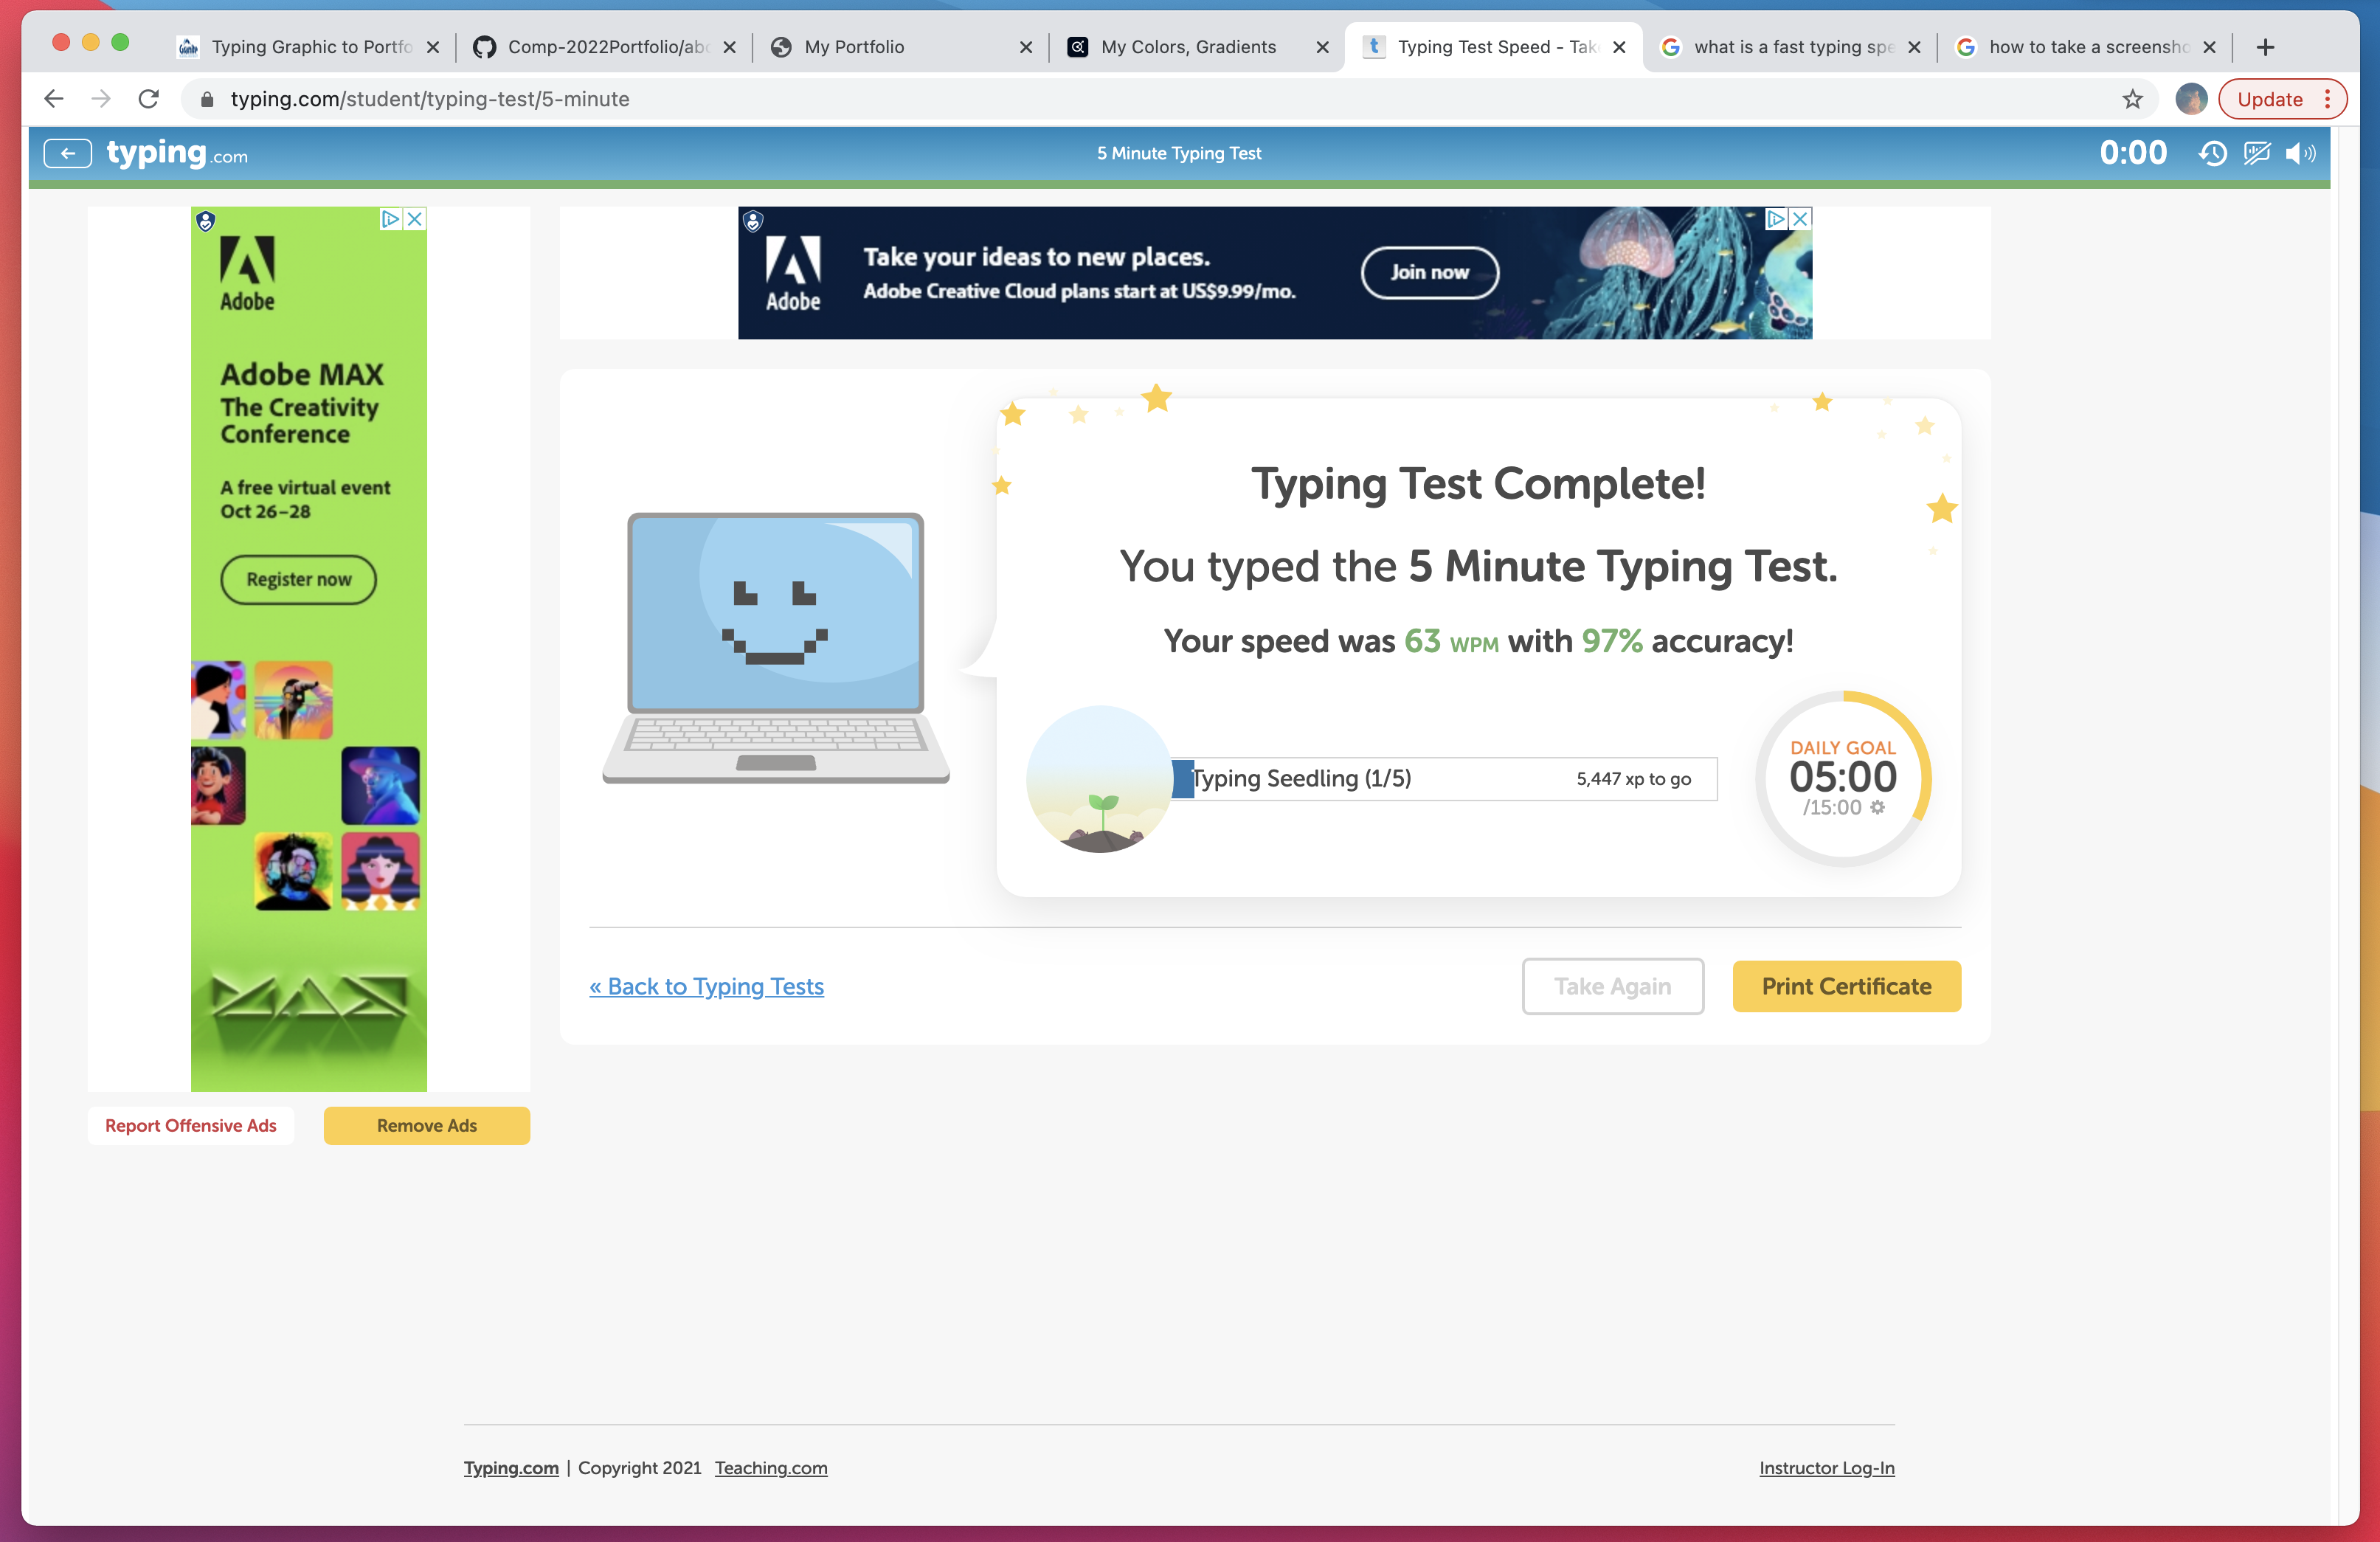 Typing Graphic to Portfo
Comp-2022Portfolio/abo
My Portfolio
My Colors, Gradients
Typing Test Speed - Tak
what is a fast typing spe
how to take a screensho
typing.com/student/typing-test/5-minute
Update
typing.com
5 Minute Typing Test
0:00
Adobe
Adobe MAX
The Creativity
Conference
A free virtual event
Oct 26–28
Register now
MAX
Report Offensive Ads
Remove Ads
Adobe
Take your ideas to new places.
Adobe Creative Cloud plans start at US$9.99/mo.
Join now
Typing Test Complete!
You typed the 5 Minute Typing Test.
Your speed was 63 WPM with 97% accuracy!
Typing Seedling (1/5)
5,447 xp to go
DAILY GOAL
05:00
/15:00
« Back to Typing Tests
Take Again
Print Certificate
Typing.com | Copyright 2021 Teaching.com
Instructor Log-In